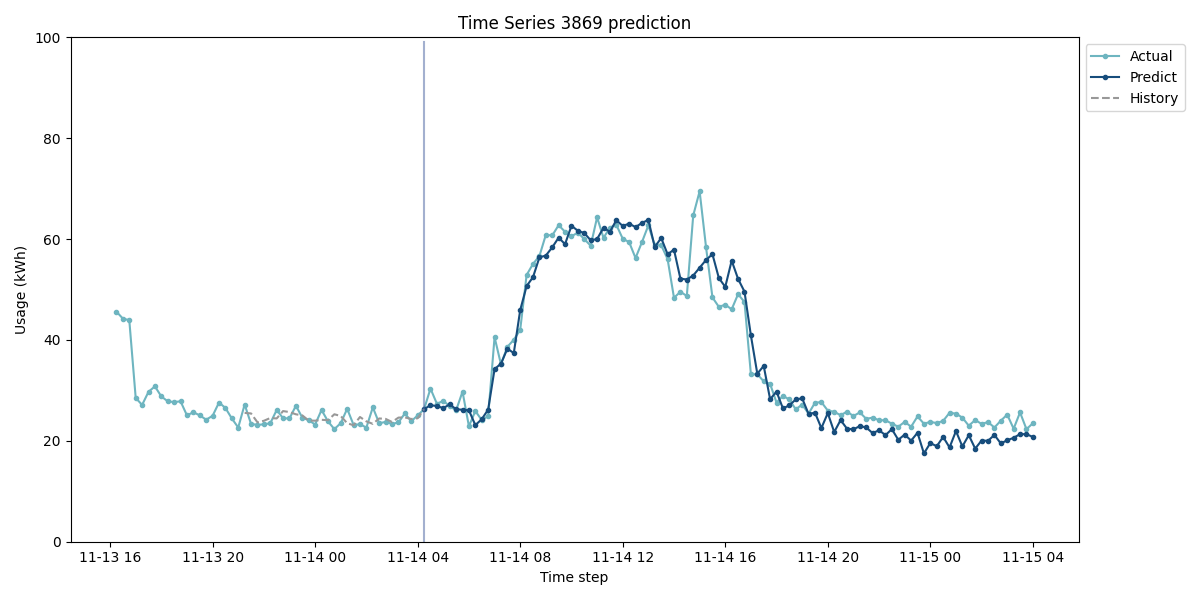 Time Series 3869 prediction
100
80
60
40
20
0
Usage (kWh)
11-13 16
11-13 20
11-14 00
11-14 04
11-14 08
11-14 12
11-14 16
11-14 20
11-15 00
11-15 04
Time step
Actual
Predict
History